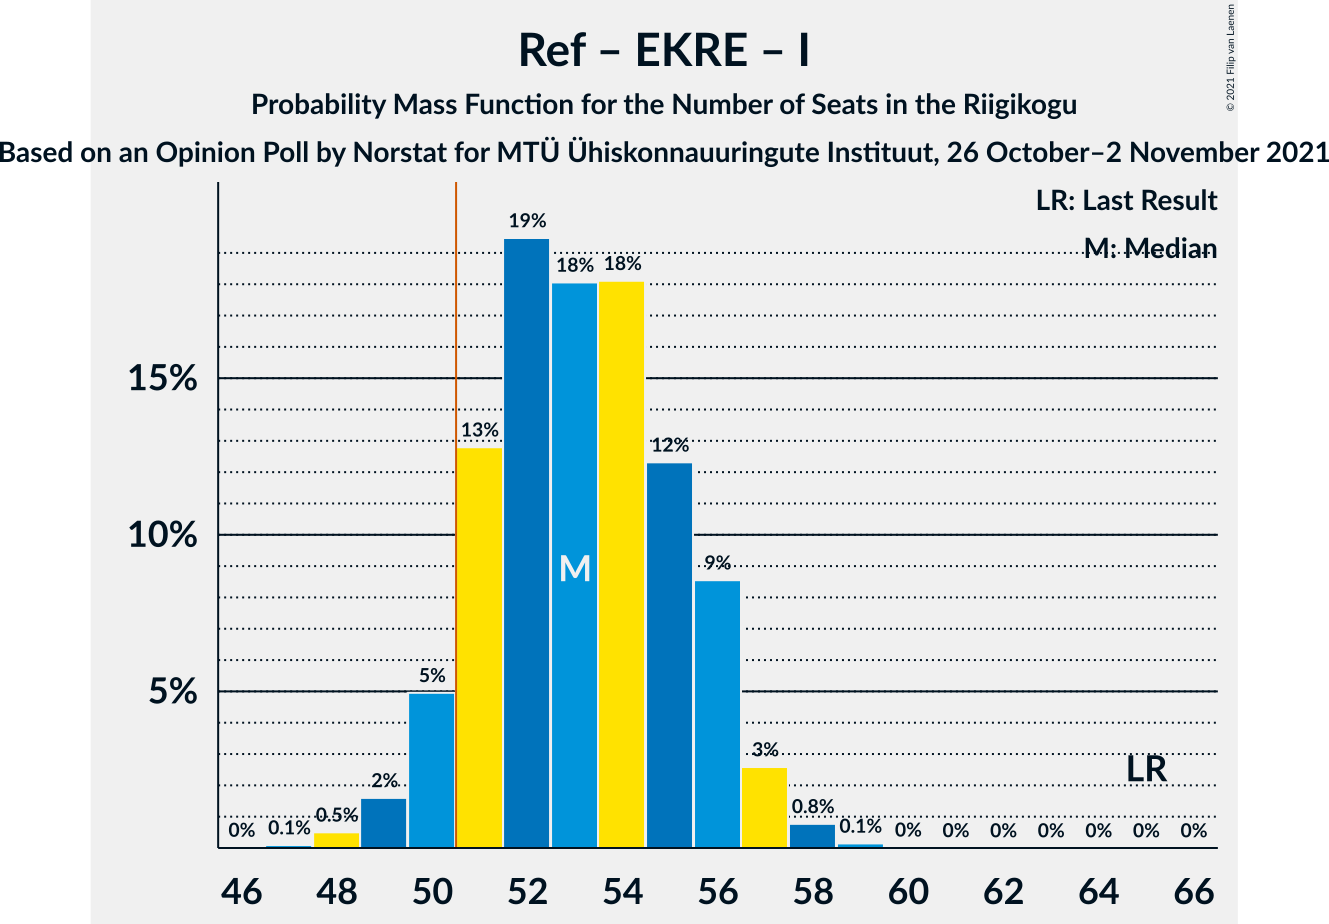 Ref – EKRE – I
Probability Mass Function for the Number of Seats in the Riigikogu
Based on an Opinion Poll by Norstat for MTÜ Ühiskonnauuringute Instituut, 26 October–2 November 2021
© 2021 Filip van Laenen
LR: Last Result
M: Median
15%
10%
5%
0% 0.1% 0.5% 2% 5% 13% 19% 18% 18% 12% 9% 3% 0.8% 0.1% 0% 0% 0% 0% 0% 0% 0%
M
LR
46 48 50 52 54 56 58 60 62 64 66